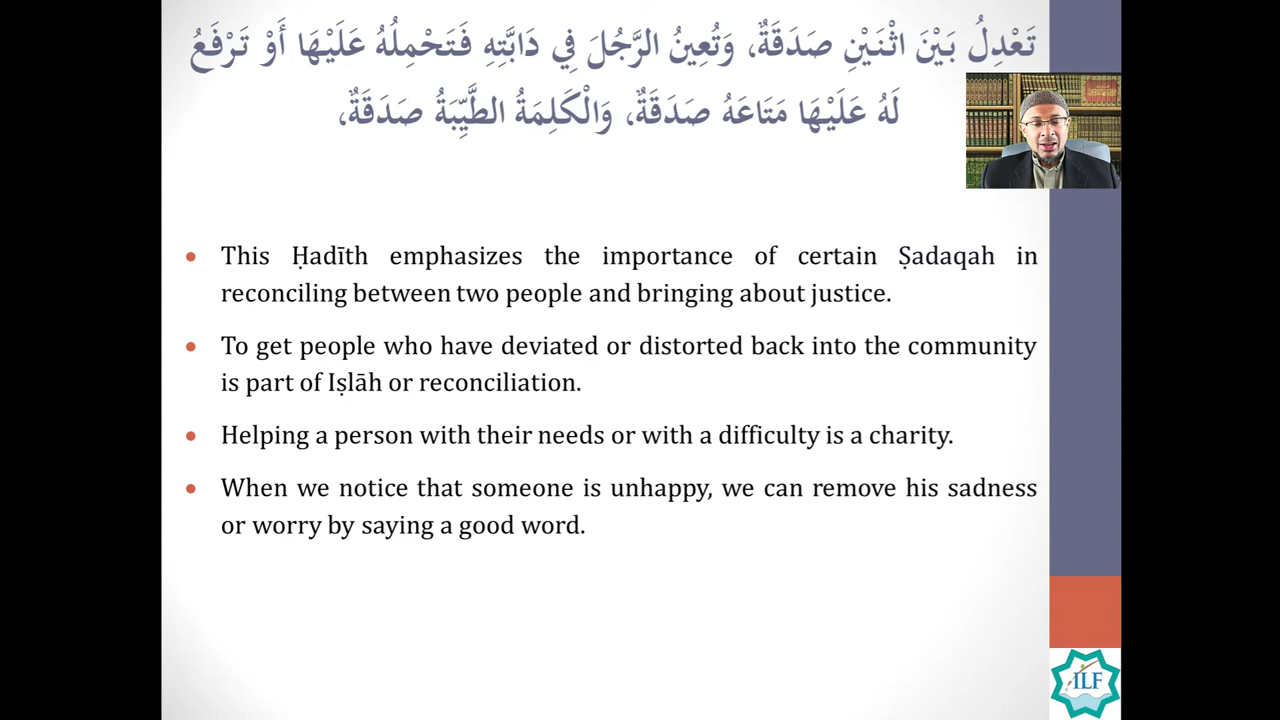 تَعْدِلُ بَيْنَ اثْنَيْنِ صَدَقَةٌ، وَتُعِينُ الرَّجُلَ فِي دَابَّتِهِ فَتَحْمِلُهُ عَلَيْهَا أَوْ تَرْفَعُ
لَهُ عَلَيْهَا مَتَاعَهُ صَدَقَةٌ، وَالْكَلِمَةُ الطَّيِّبَةُ صَدَقَةٌ،
• This Ḥadīth emphasizes the importance of certain Ṣadaqah in
reconciling between two people and bringing about justice.
• To get people who have deviated or distorted back into the community
is part of Iṣlāh or reconciliation.
• Helping a person with their needs or with a difficulty is a charity.
• When we notice that someone is unhappy, we can remove his sadness
or worry by saying a good word.
ILF